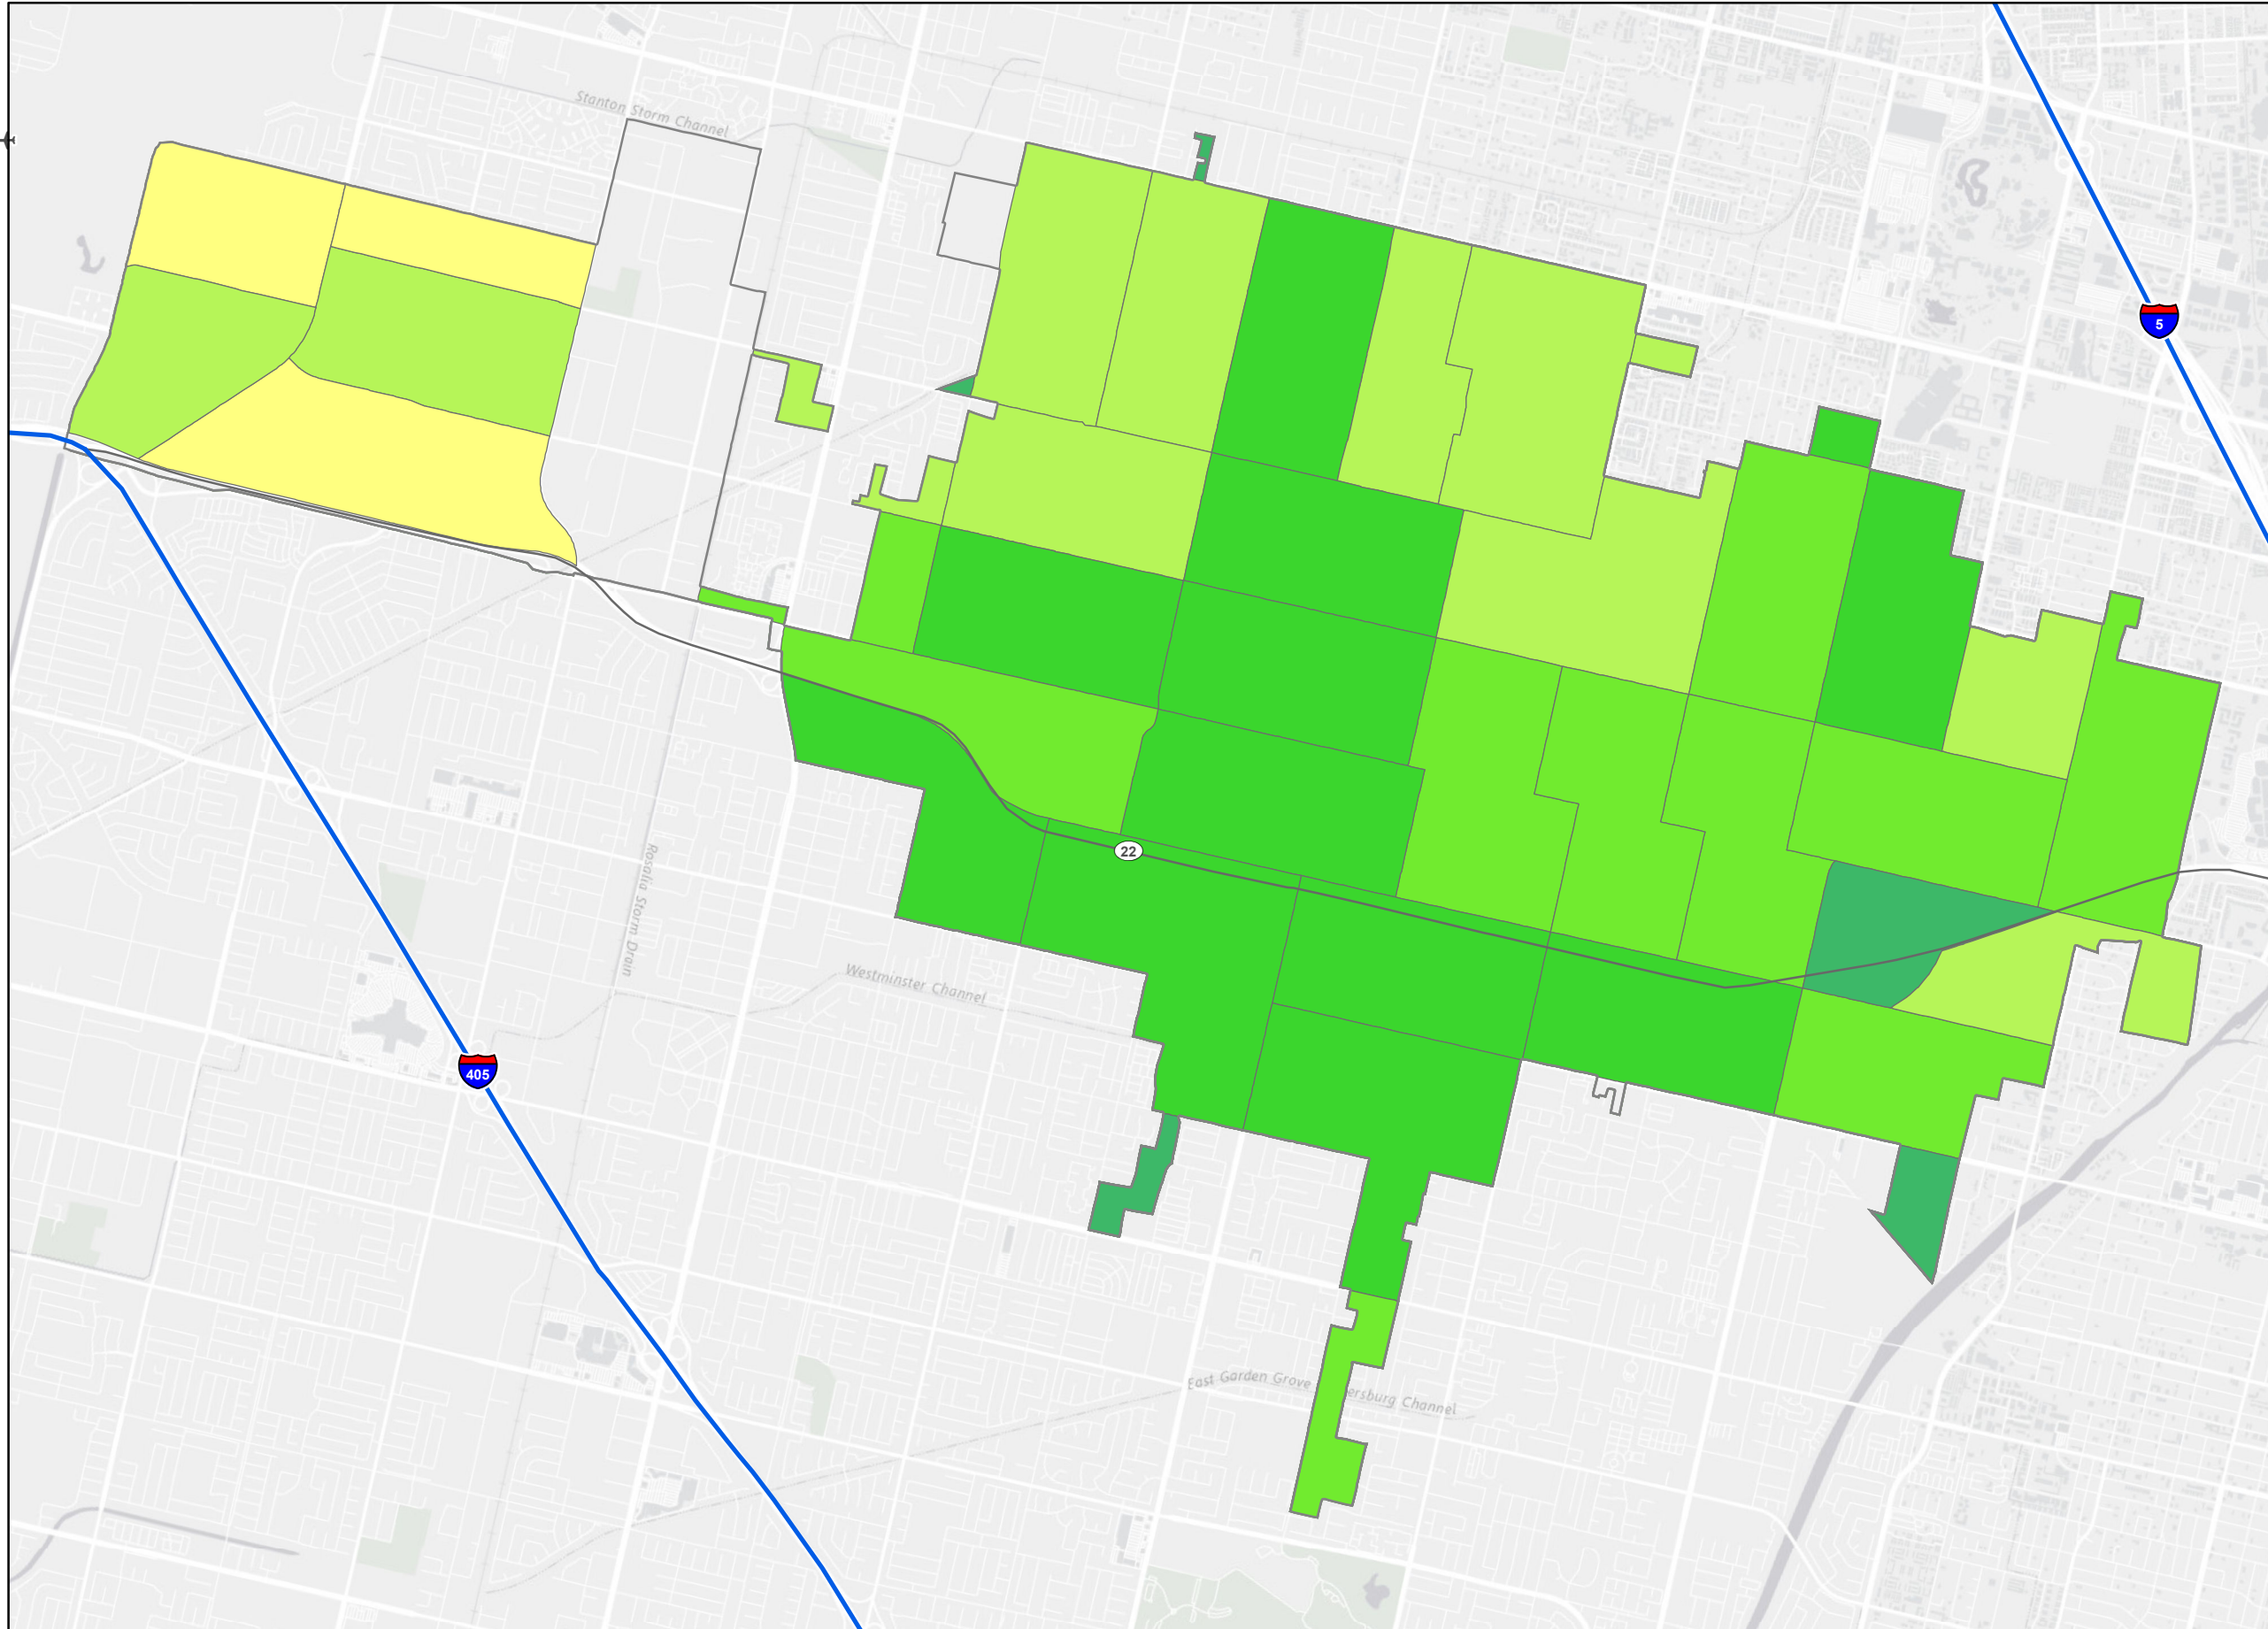 Stanton Storm Channel
5
22
Rosalia Storm Drain
Westminster Channel
405
East Garden Grove
ersburg Channel